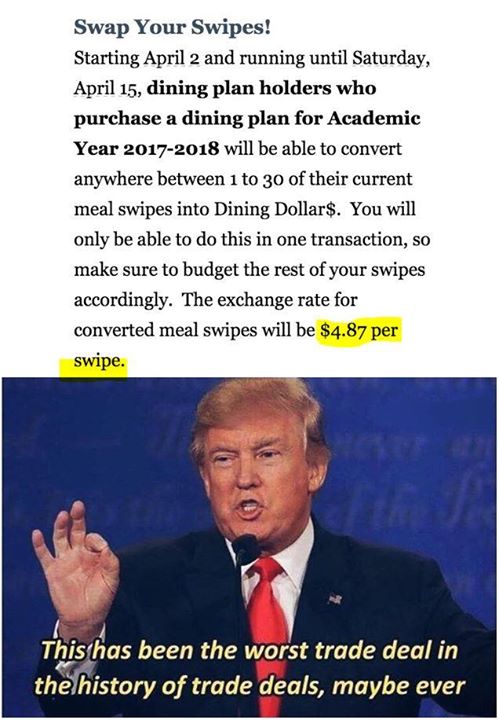 Swap Your Swipes!
Starting April 2 and running until Saturday,
April 15, dining plan holders who
purchase a dining plan for Academic
Year 2017-2018 will be able to convert
anywhere between 1 to 30 of their current
meal swipes into Dining Dollar$.  You will
only be able to do this in one transaction, so
make sure to budget the rest of your swipes
accordingly.  The exchange rate for
converted meal swipes will be $4.87 per
swipe.
This has been the worst trade deal in
the history of trade deals, maybe ever